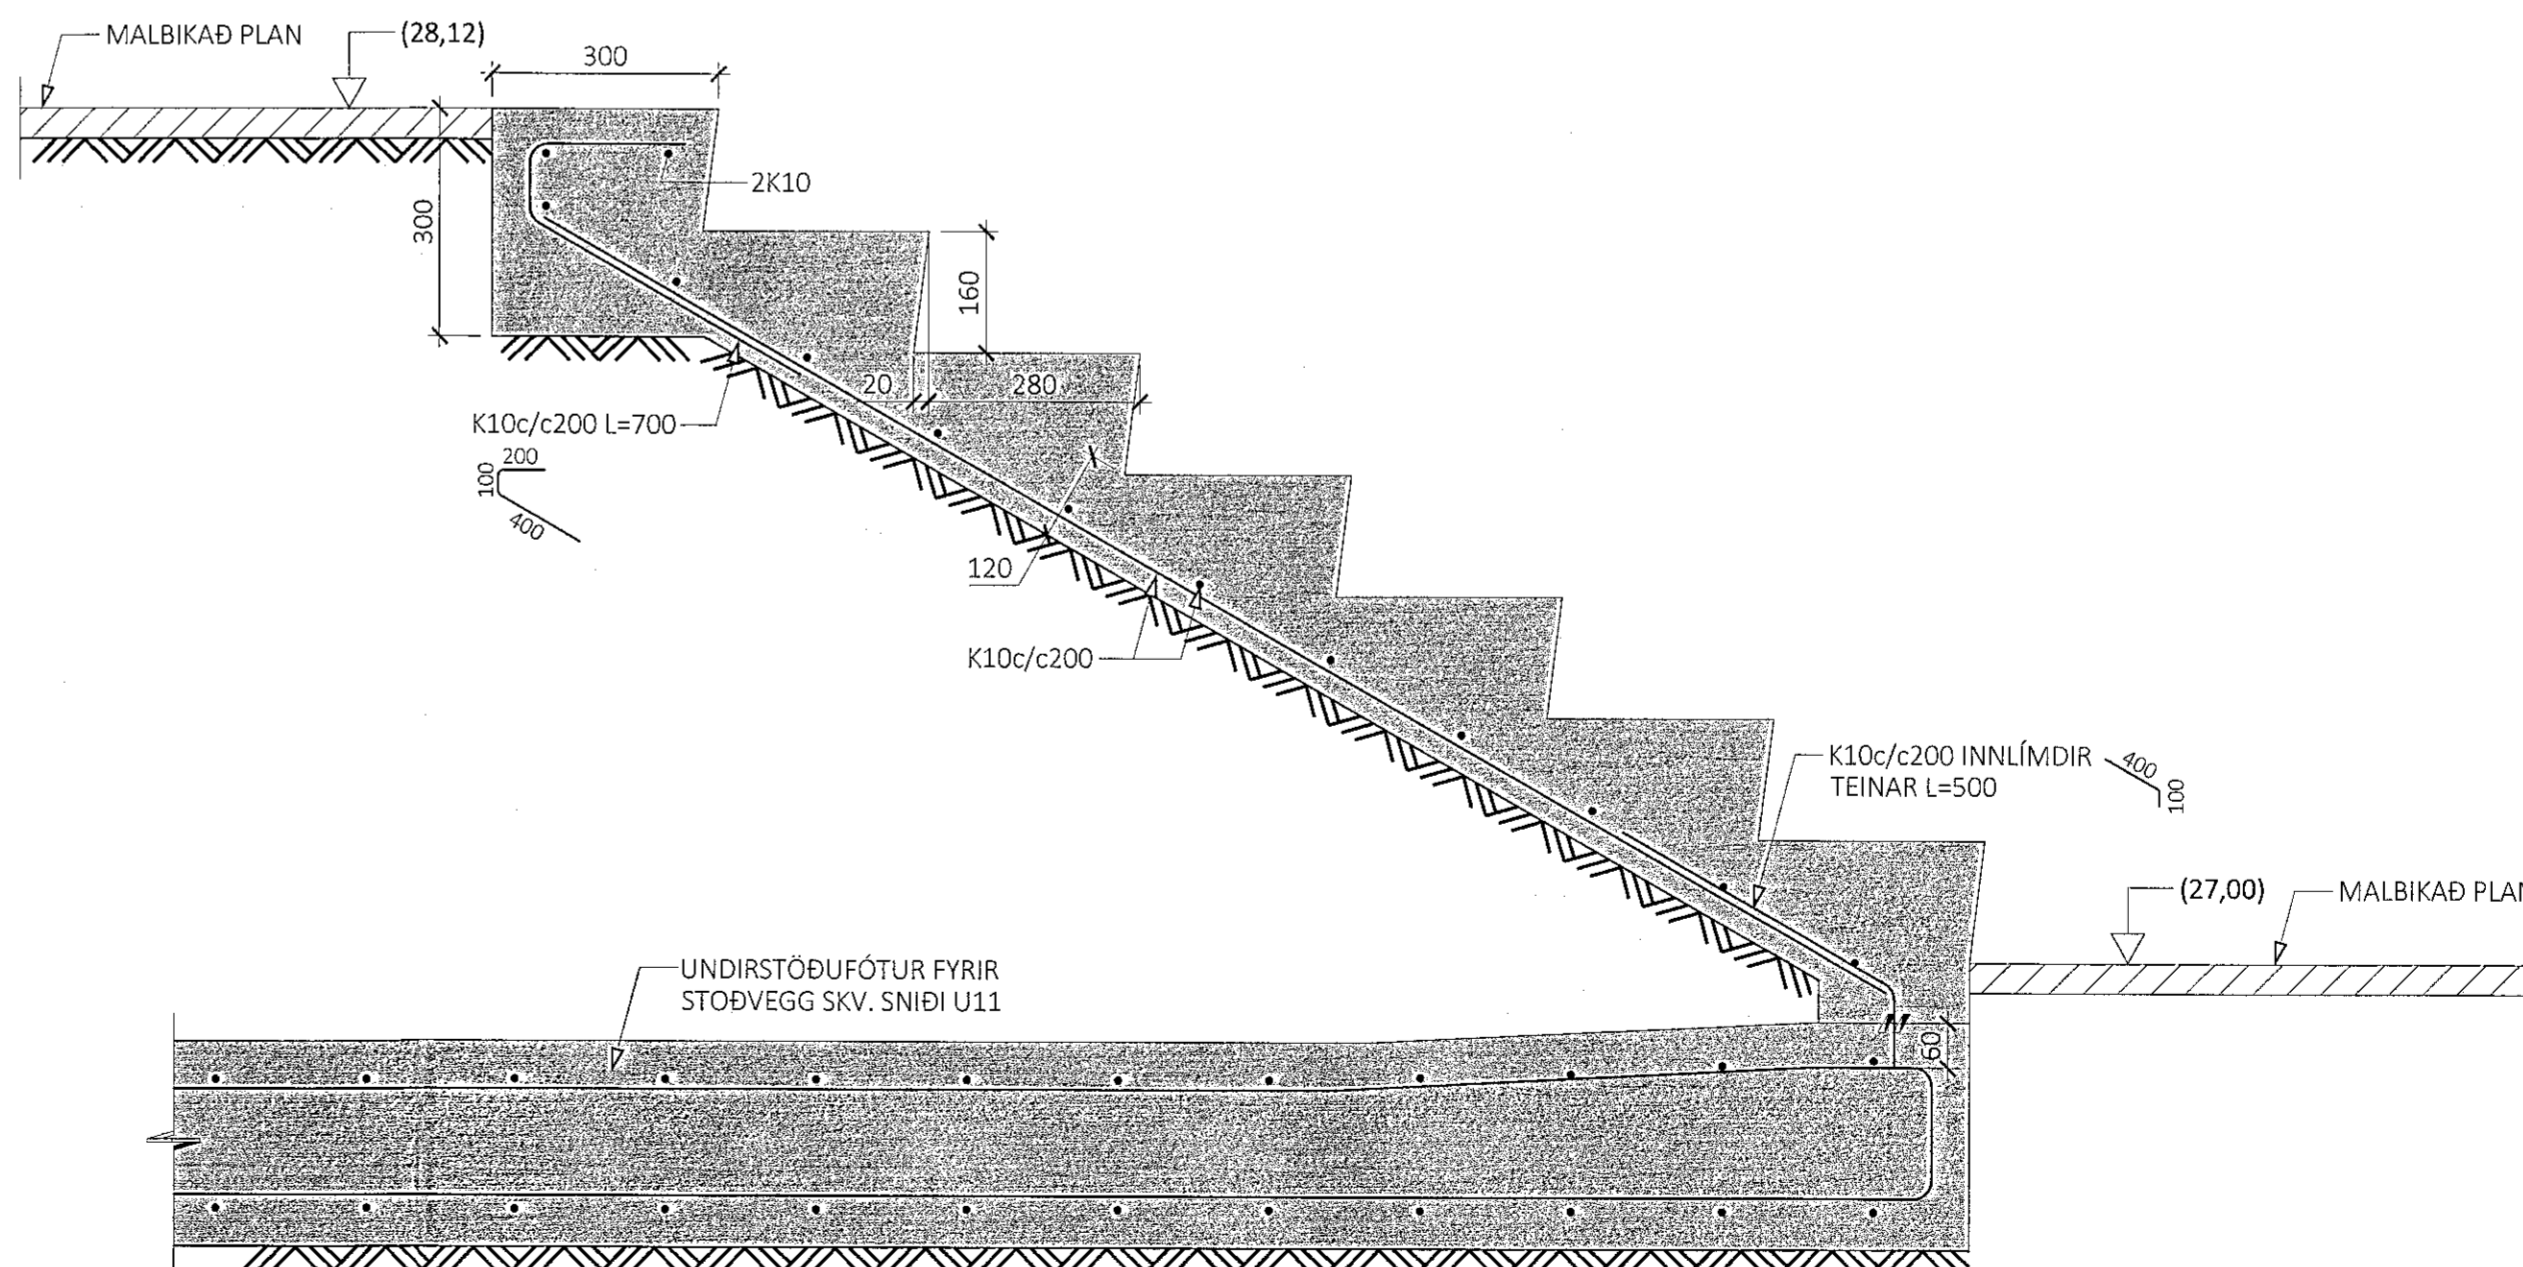 MALBIKAÐ PLAN
(28,12)
300
2K10
300
160
20
280
K10c/c200 L=700
200
100
400
120
K10c/c200
K10c/c200 INNLÍMDIR
TEINAR L=500
400
100
(27,00)
MALBIKAÐ PLAN
UNDIRSTÖÐUFÓTUR FYRIR
STOÐVEGG SKV. SNIÐI U11
60